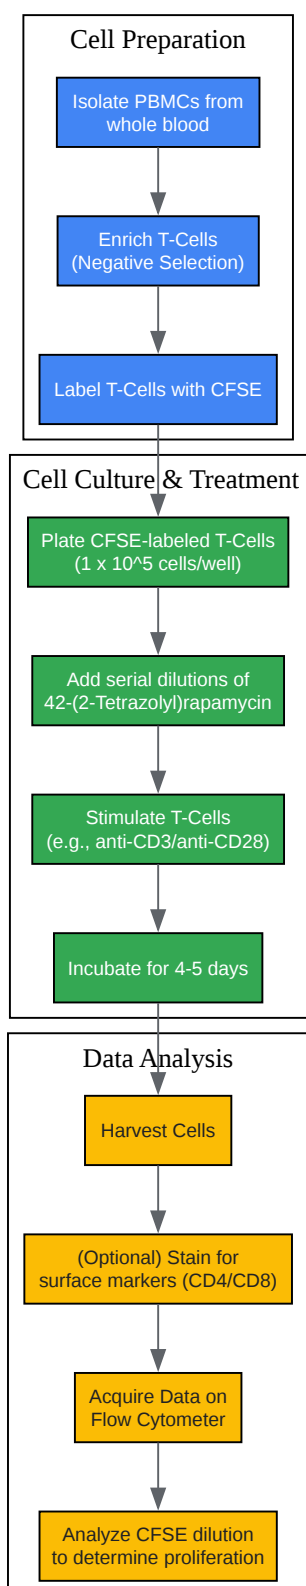 Cell Preparation
Isolate PBMCs from
whole blood
Enrich T-Cells
(Negative Selection)
Label T-Cells with CFSE
Cell Culture & Treatment
Plate CFSE-labeled T-Cells
(1 x 10^5 cells/well)
Add serial dilutions of
42-(2-Tetrazolyl)rapamycin
Stimulate T-Cells
(e.g., anti-CD3/anti-CD28)
Incubate for 4-5 days
Data Analysis
Harvest Cells
(Optional) Stain for
surface markers (CD4/CD8)
Acquire Data on
Flow Cytometer
Analyze CFSE dilution
to determine proliferation